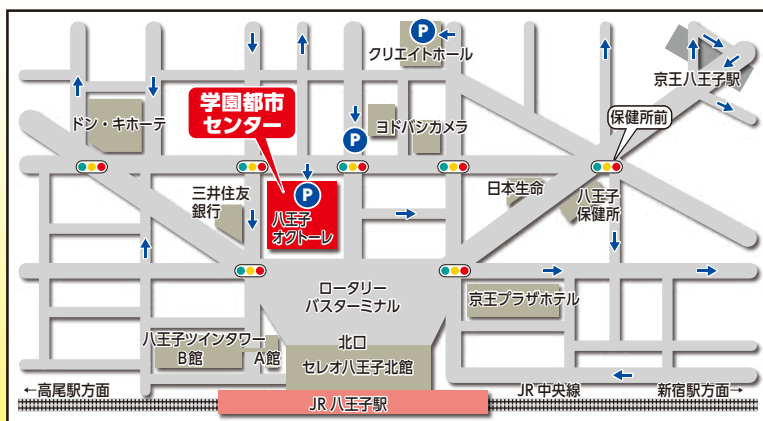 P
クリエイトホール
京王八王子駅
学園都市
センター
ドン・キホーテ
P
ヨドバシカメラ
保健所前
P
八王子
オクトーレ
三井住友
銀行
日本生命
八王子
保健所
ロータリー
バスターミナル
京王プラザホテル
八王子ツインタワー
B館
A館
北口
セレオ八王子北館
←高尾駅方面
JR 中央線
新宿駅方面→
JR 八王子駅